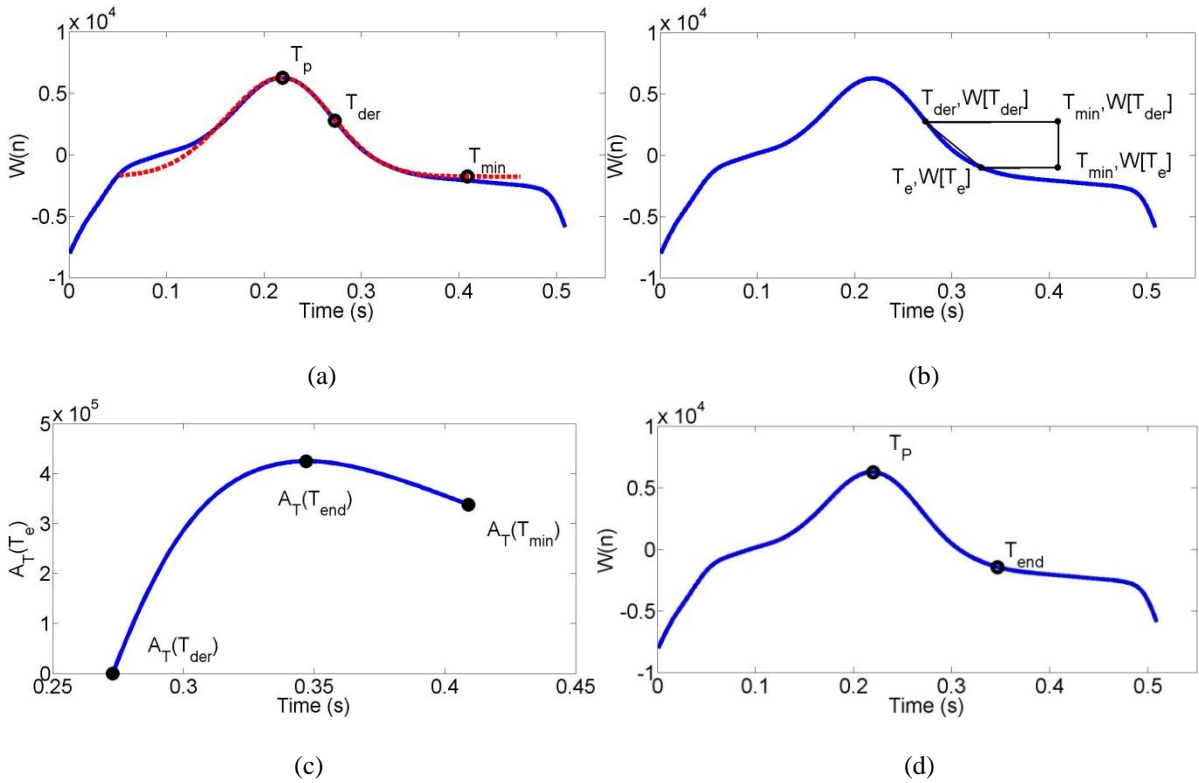 1 x 10^4
T_p
T_der
T_min
W(n)
0.5
0
-0.5
-1
0 0.1 0.2 0.3 0.4 0.5
Time (s)
(a)
1 x 10^4
T_der,W[T_der]
T_min,W[T_der]
T_e,W[T_e]
T_min,W[T_e]
W(n)
0.5
0
-0.5
-1
0 0.1 0.2 0.3 0.4 0.5
Time (s)
(b)
5 x 10^5
A_T(T_e)
4
3
2
1
0
A_T(T_end)
A_T(T_min)
A_T(T_der)
0.25 0.3 0.35 0.4 0.45
Time (s)
(c)
1 x 10^4
T_P
T_end
W(n)
0.5
0
-0.5
-1
0 0.1 0.2 0.3 0.4 0.5
Time (s)
(d)